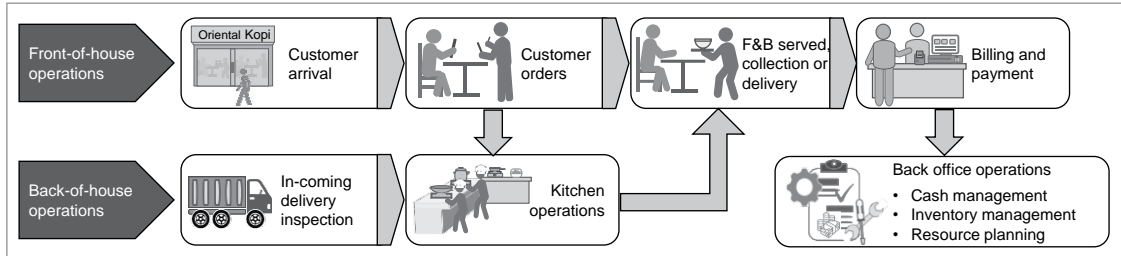 Front-of-house
operations
Oriental Kopi
Customer
arrival
Customer
orders
F&B served,
collection or
delivery
Billing and
payment
Back-of-house
operations
In-coming
delivery
inspection
Kitchen
operations
Back office operations
• Cash management
• Inventory management
• Resource planning